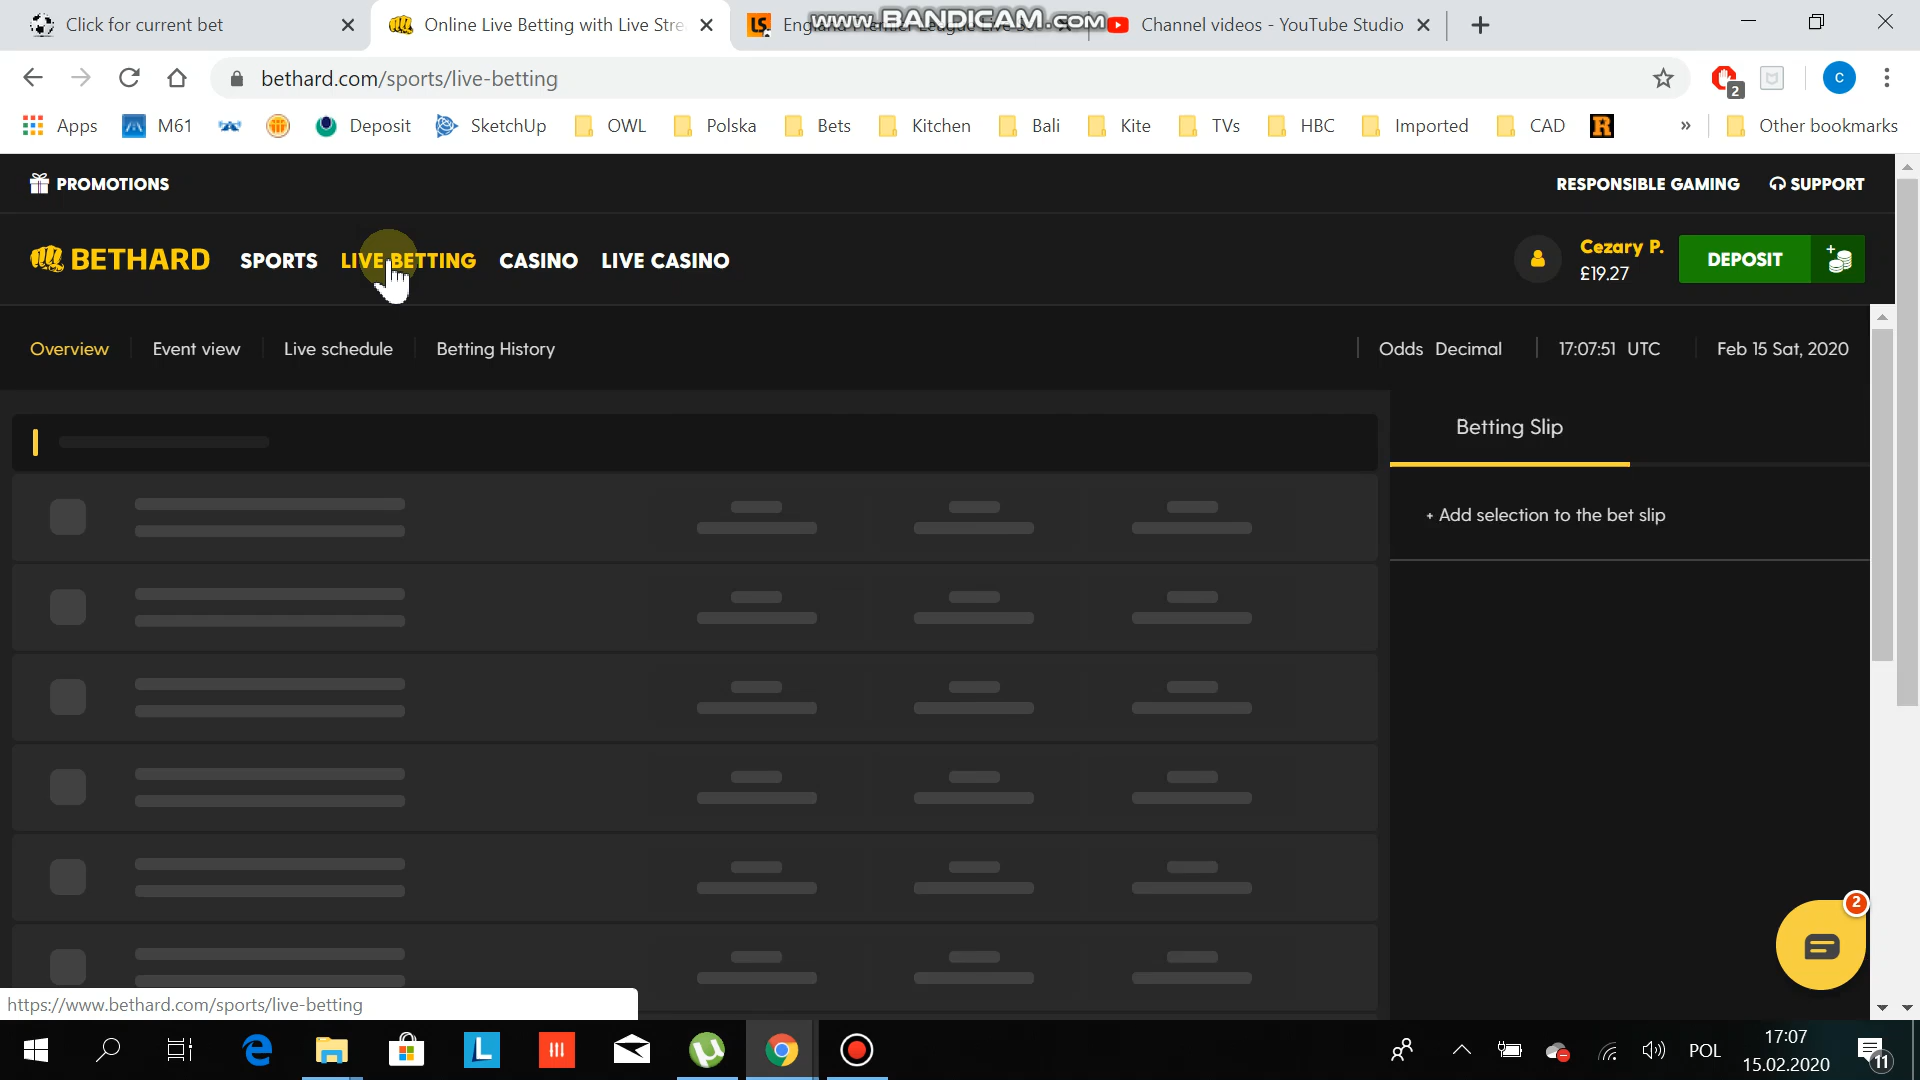 Click for current bet
Online Live Betting with Live Stre
www.BANDICAM.com
Channel videos - YouTube Studio
bethard.com/sports/live-betting
2
C
Apps
M61
Deposit
SketchUp
OWL
Polska
Bets
Kitchen
Bali
Kite
TVs
HBC
Imported
CAD
»
Other bookmarks
PROMOTIONS
RESPONSIBLE GAMING
SUPPORT
BETHARD
SPORTS
LIVE BETTING
CASINO
LIVE CASINO
Cezary P.
£19.27
DEPOSIT
Overview
Event view
Live schedule
Betting History
Odds Decimal
17:07:51 UTC
Feb 15 Sat, 2020
Betting Slip
+ Add selection to the bet slip
2
https://www.bethard.com/sports/live-betting
POL
17:07
15.02.2020
11